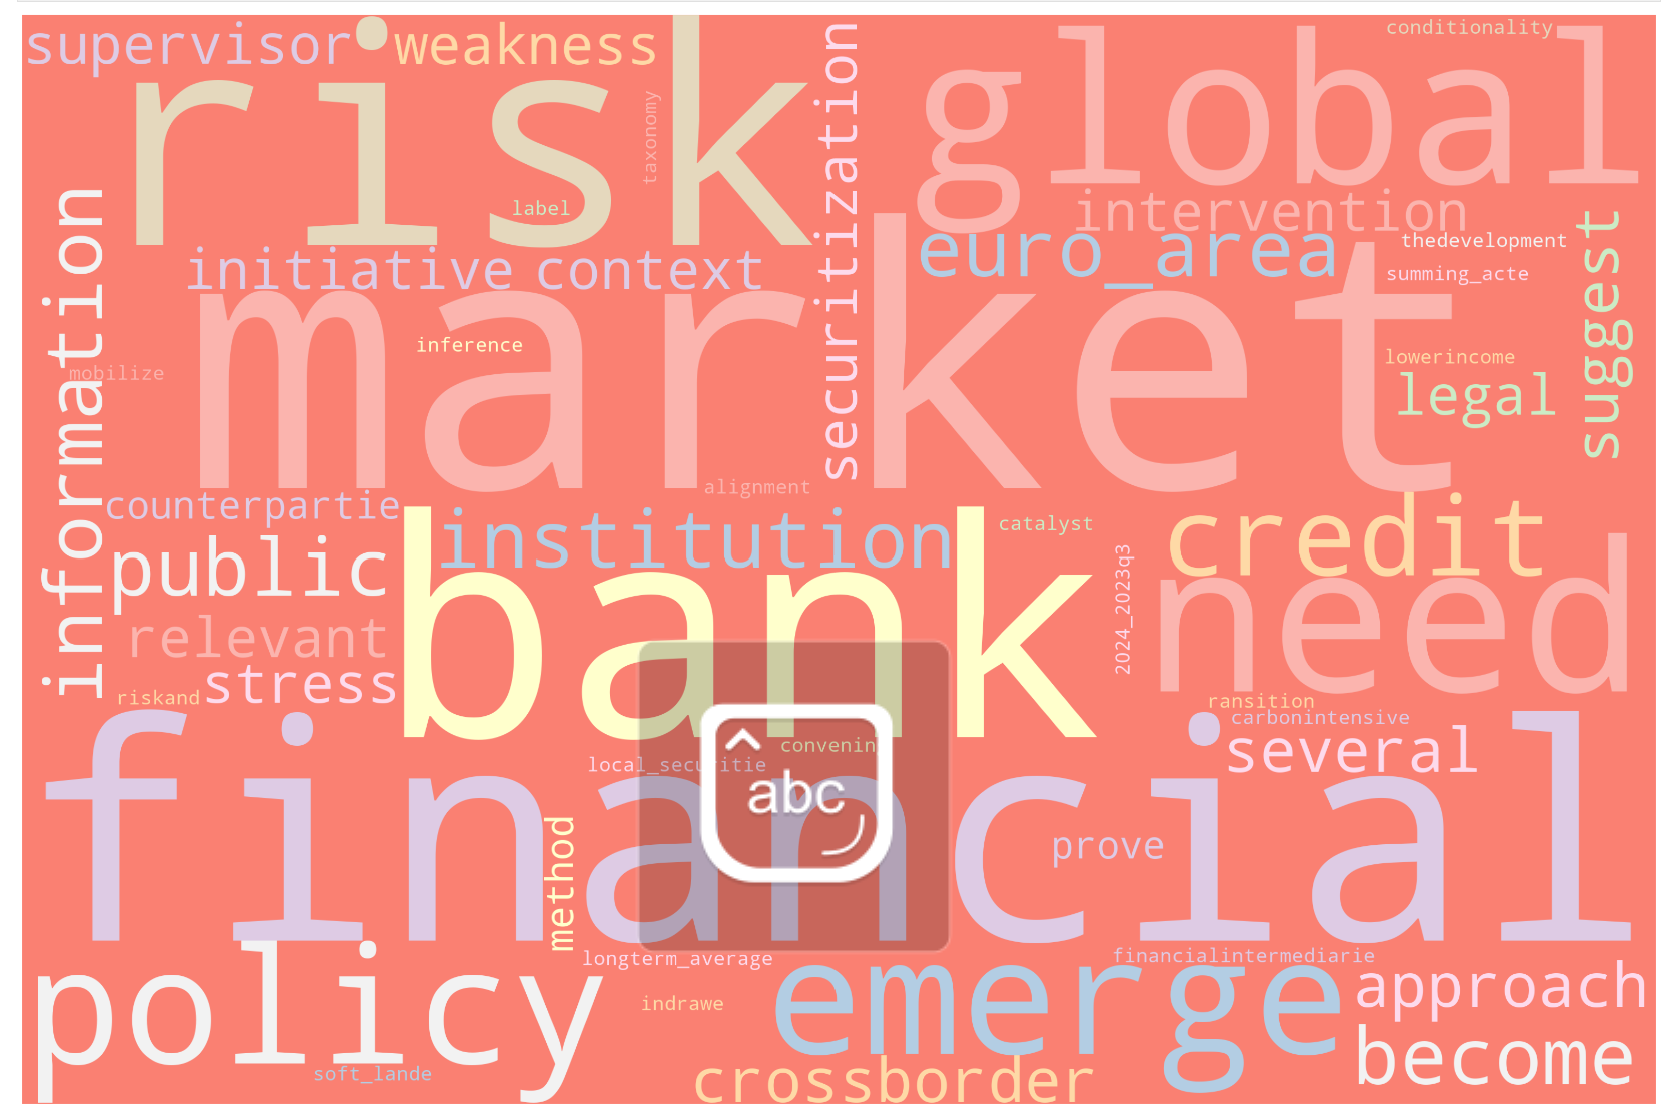 supervisor
weakness
risk
taxonomy
label
securitization
global
conditionality
intervention
euro_area
thedevelopment
summing_acte
suggest
information
initiative
context
market
inference
mobilize
lowerincome
legal
alignment
counterpartie
institution
catalyst
credit
public
bank
2024_2023q3
need
relevant
stress
riskand
ransition
carbonintensive
several
convenin
local_securitie
abc
financial
method
prove
longterm_average
financialintermediarie
policy
indrawe
emerge
approach
become
soft_lande
crossborder